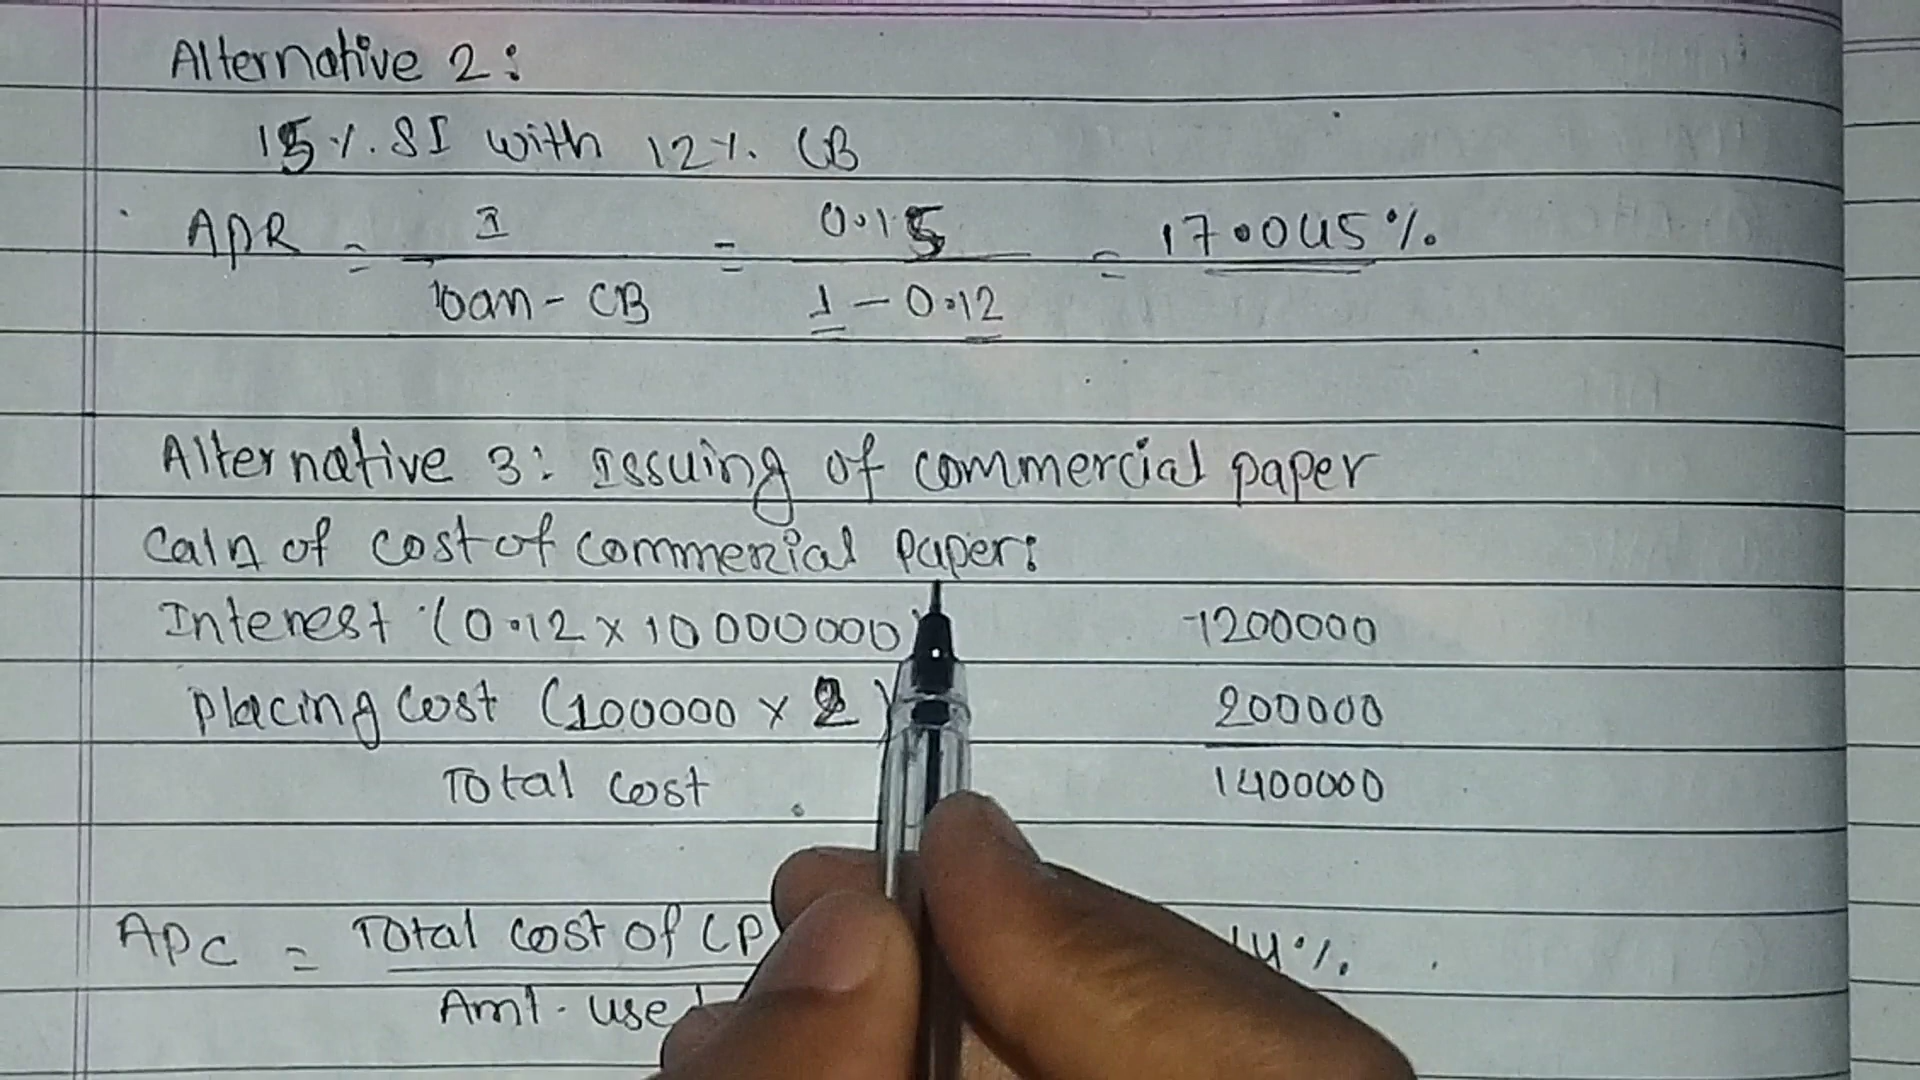 Alternative 2:
15%. SI with 12%. CB
APR = I / loan - CB = 0.15 / 1 - 0.12 = 17.045%.
Alternative 3: Issuing of commercial paper
Caln of cost of commercial paper:
Interest (0.12 x 10000000) 1200000
placing cost (100000 x 2) 200000
Total cost 1400000
APC = Total cost of CP / Amt. use 14%.